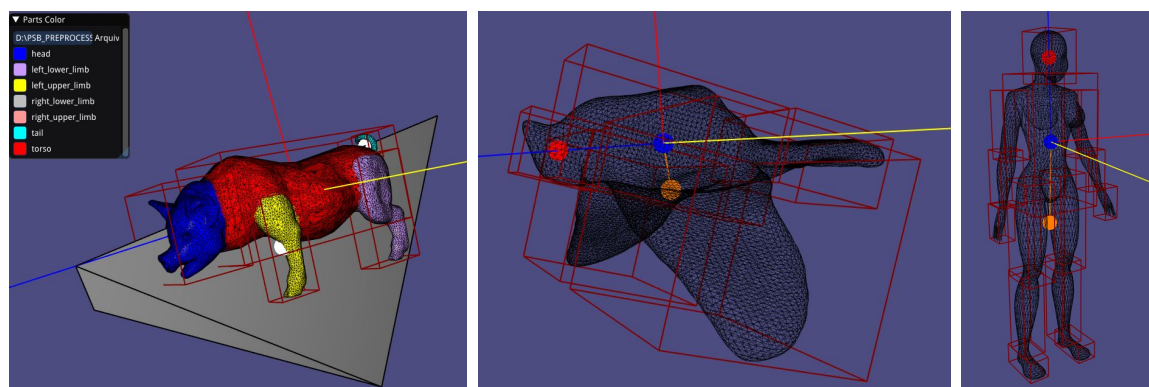 Parts Color
D:\PSB_PREPROCESS Arquiv
head
left_lower_limb
left_upper_limb
right_lower_limb
right_upper_limb
tail
torso